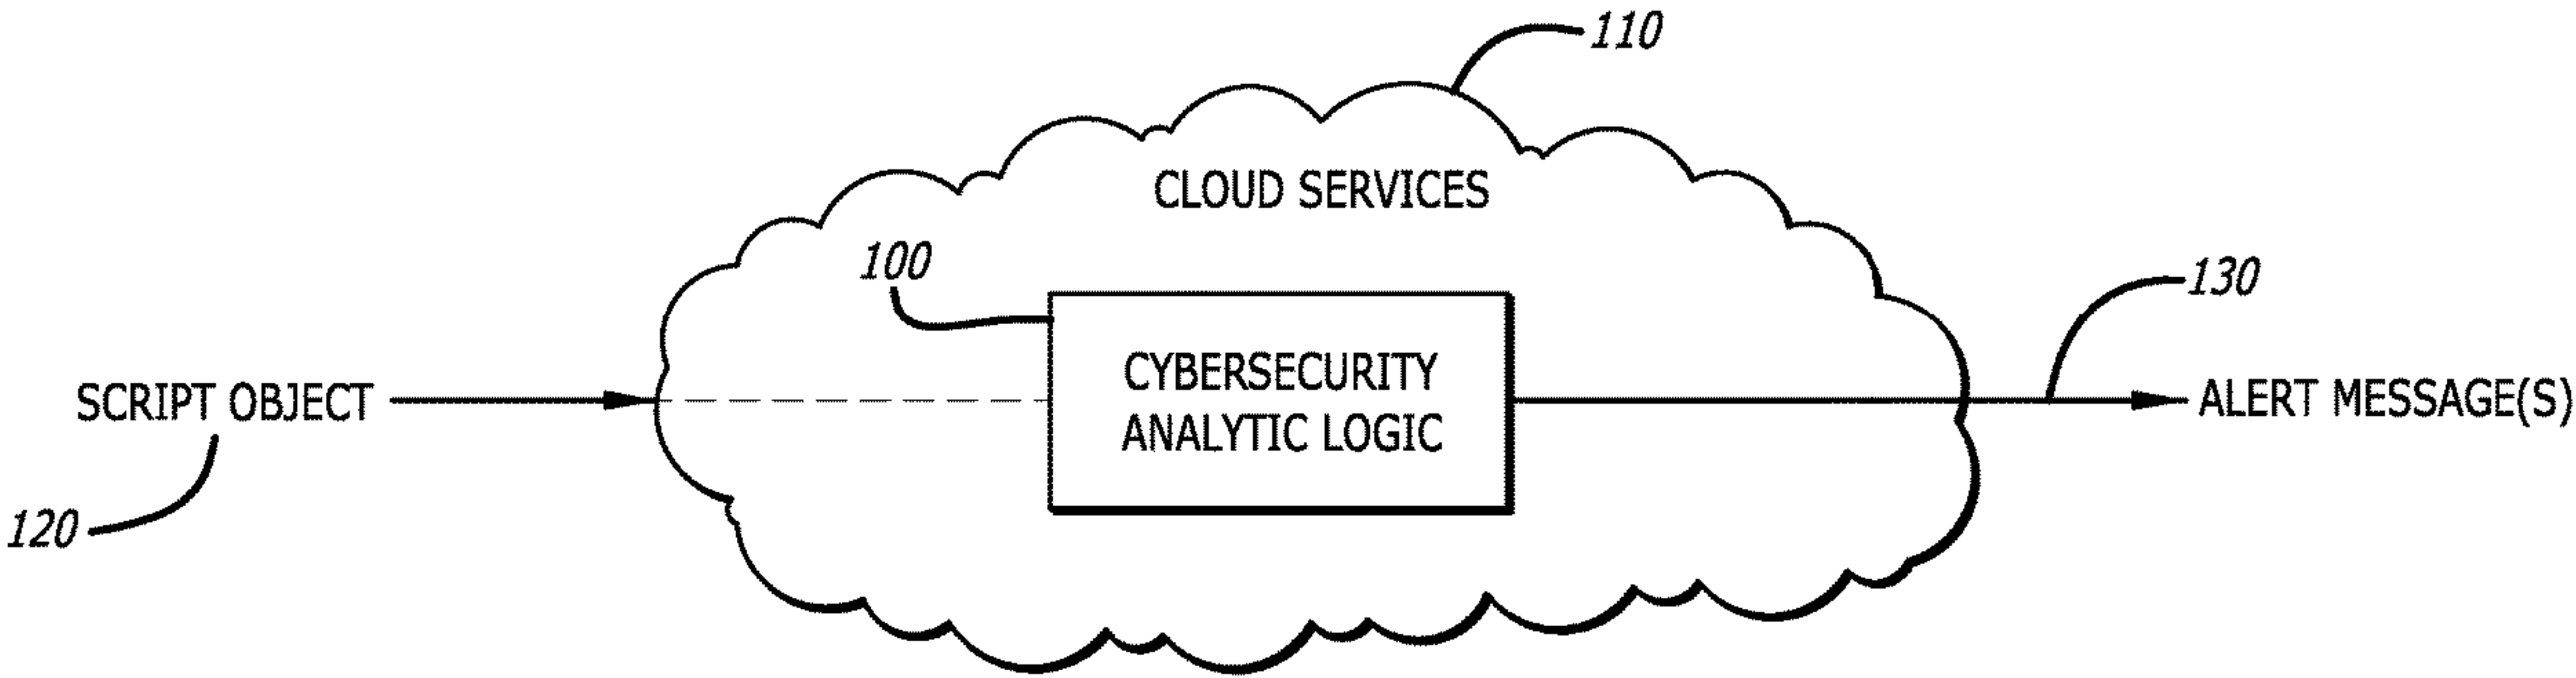 110
CLOUD SERVICES
100
130
CYBERSECURITY
ANALYTIC LOGIC
SCRIPT OBJECT
ALERT MESSAGE(S)
120